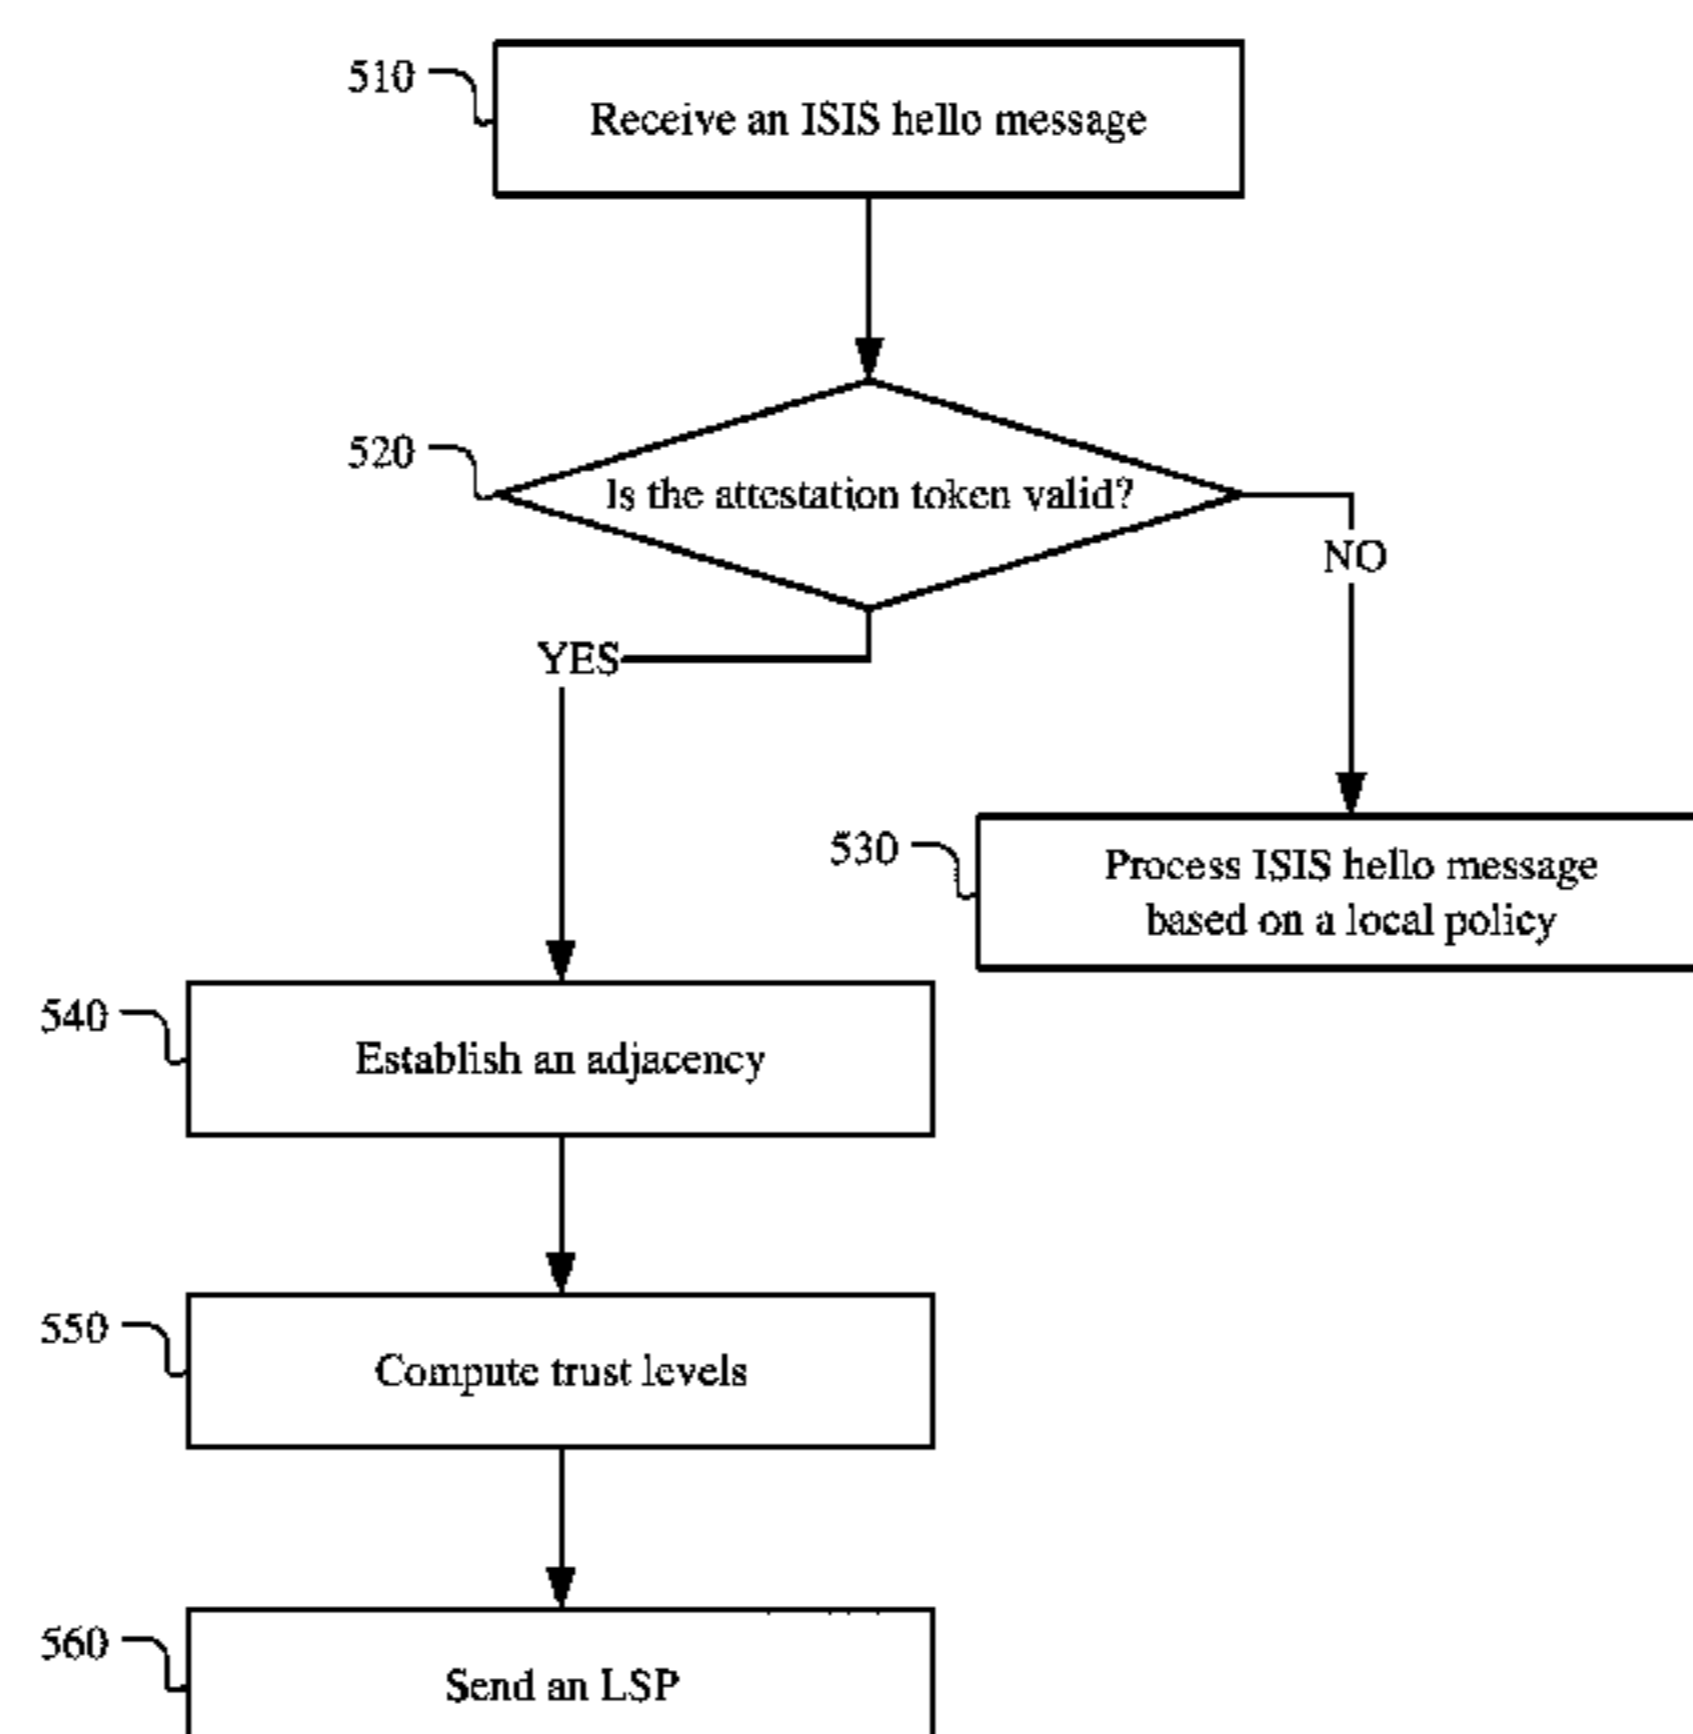 510
Receive an ISIS hello message
520
Is the attestation token valid?
NO
YES
530
Process ISIS hello message
based on a local policy
540
Establish an adjacency
550
Compute trust levels
560
Send an LSP